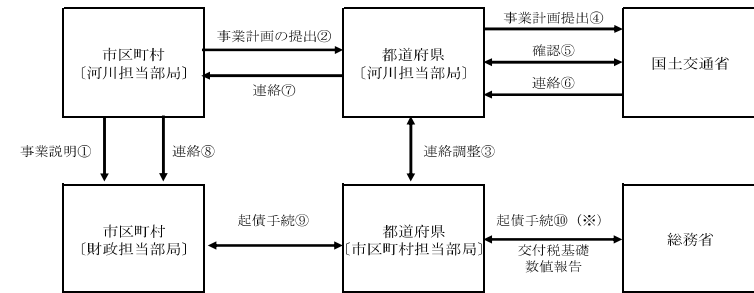 市区町村
〔河川担当部局〕
事業計画の提出②
連絡⑦
都道府県
〔河川担当部局〕
事業計画提出④
確認⑤
連絡⑥
国土交通省
事業説明①
連絡⑧
連絡調整③
市区町村
〔財政担当部局〕
起債手続⑨
都道府県
〔市区町村担当部局〕
起債手続⑩（※）
交付税基礎
数値報告
総務省